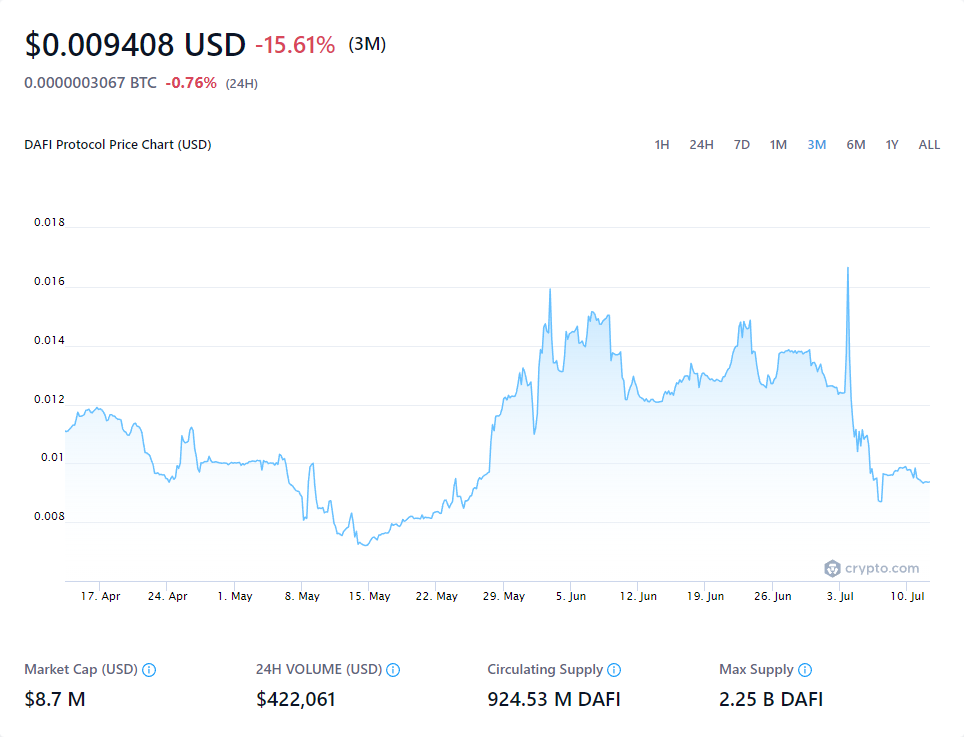 $0.009408 USD -15.61% (3M)
0.0000003067 BTC -0.76% (24H)
DAFI Protocol Price Chart (USD) 1H 24H 7D 1M 3M 6M 1Y ALL
0.018
0.016
0.014
0.012
0.01
0.008
crypto.com
17. Apr 24. Apr 1. May 8. May 15. May 22. May 29. May 5. Jun 12. Jun 19. Jun 26. Jun 3. Jul 10. Jul
Market Cap (USD) 24H VOLUME (USD) Circulating Supply Max Supply
$8.7 M $422,061 924.53 M DAFI 2.25 B DAFI